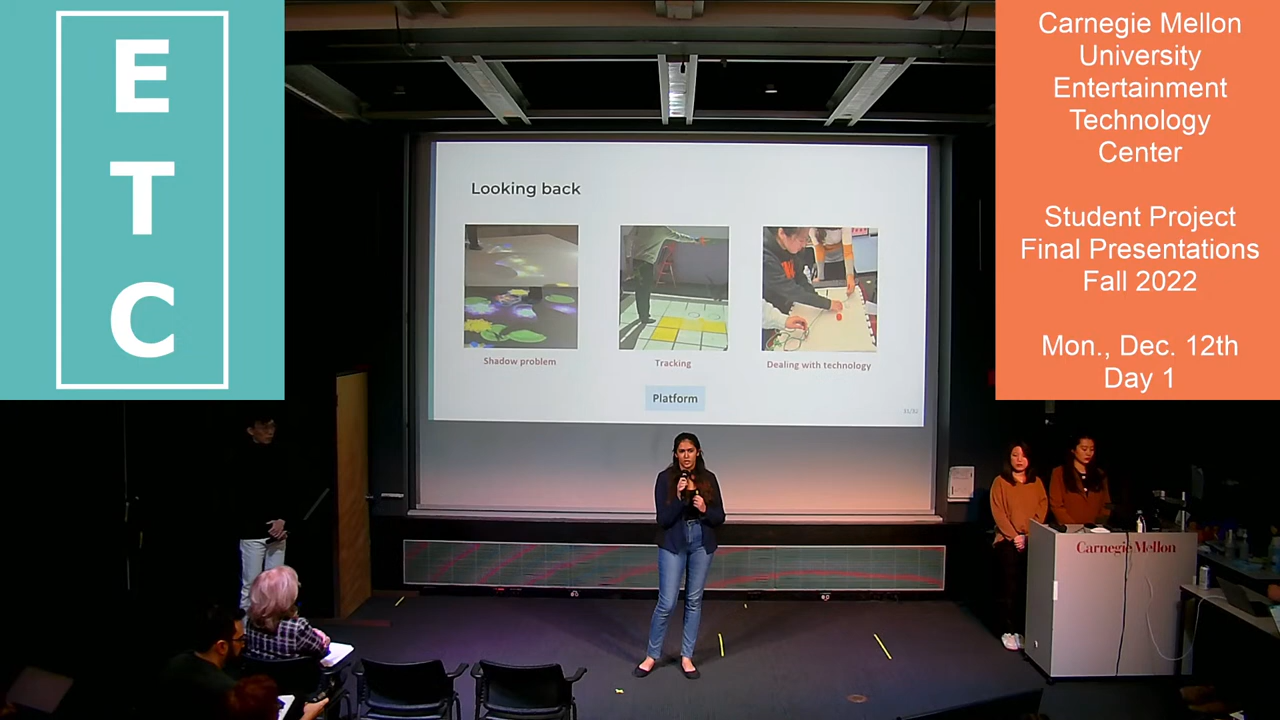 E
T
C
Carnegie Mellon
University
Entertainment
Technology
Center
Student Project
Final Presentations
Fall 2022
Mon., Dec. 12th
Day 1
Looking back
Shadow problem
Tracking
Dealing with technology
Platform
Carnegie Mellon